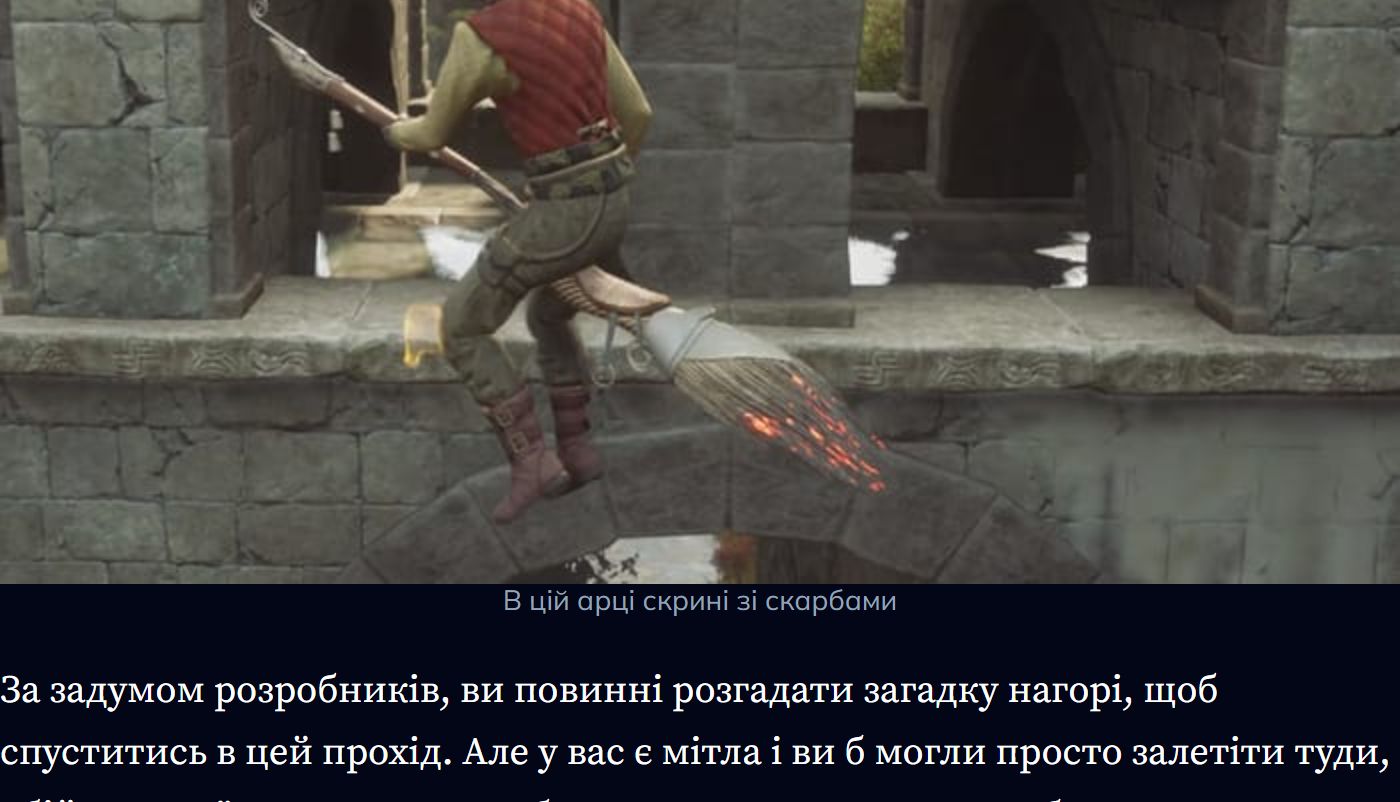 В цій арці скрині зі скарбами
За задумом розробників, ви повинні розгадати загадку нагорі, щоб
спуститись в цей прохід. Але у вас є мітла і ви б могли просто залетіти туди,